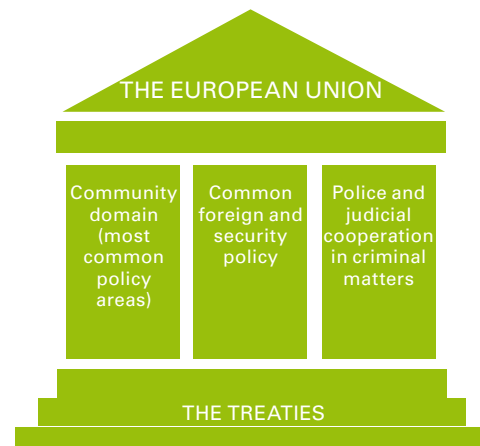 THE EUROPEAN UNION
Community
domain
(most
common
policy
areas)
Common
foreign and
security
policy
Police and
judicial
cooperation
in criminal
matters
THE TREATIES